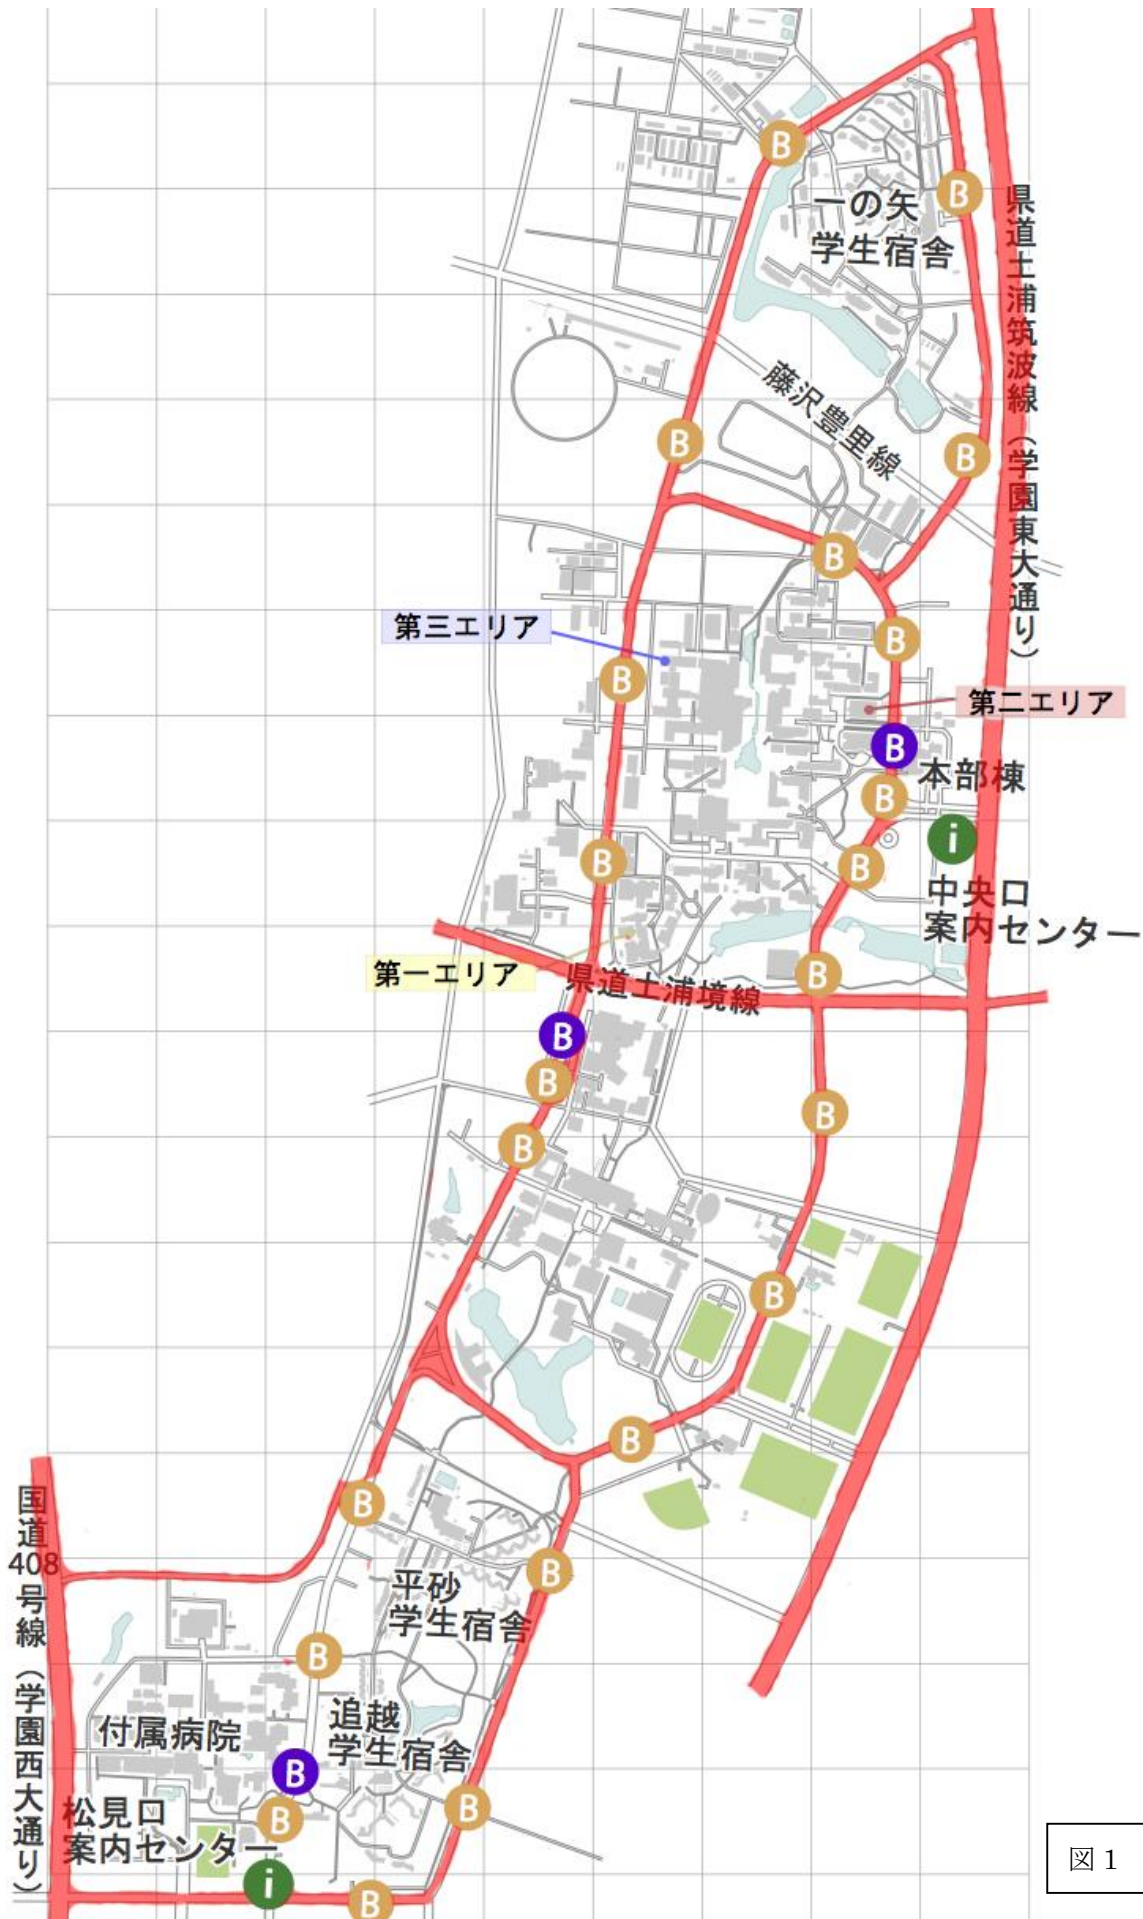 B
B
一の矢
学生宿舎
県道土浦筑波線（学園東大通り）
藤沢豊里線
B
B
B
第三エリア
B
B
第二エリア
B
本部棟
B
i
B
B
中央口
案内センター
第一エリア
県道土浦境線
B
B
B
B
B
B
B
国道
408
号線（学園西大通り）
B
B
平砂
学生宿舎
B
付属病院
追越
学生宿舎
B
松見口
案内センター
B
B
i
B
図 1